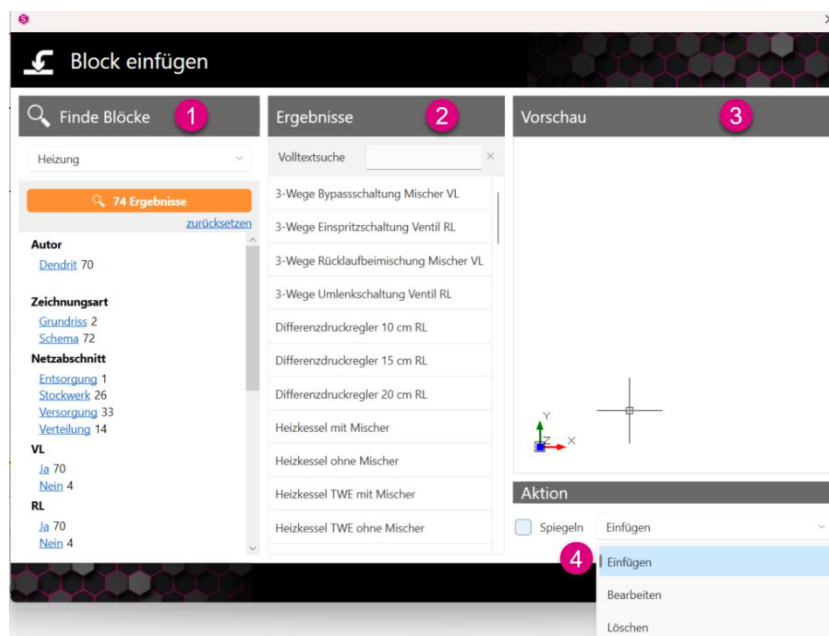 S
Block einfügen
Finde Blöcke 1
Heizung
74 Ergebnisse
zurücksetzen
Autor
Dendrit 70
Zeichnungsart
Grundriss 2
Schema 72
Netzabschnitt
Entsorgung 1
Stockwerk 26
Versorgung 33
Verteilung 14
VL
Ja 70
Nein 4
RL
Ja 70
Nein 4
Ergebnisse 2
Volltextsuche
3-Wege Bypassschaltung Mischer VL
3-Wege Einspritzschaltung Ventil RL
3-Wege Rücklaufbeimischung Mischer VL
3-Wege Umlenkschaltung Ventil RL
Differenzdruckregler 10 cm RL
Differenzdruckregler 15 cm RL
Differenzdruckregler 20 cm RL
Heizkessel mit Mischer
Heizkessel ohne Mischer
Heizkessel TWE mit Mischer
Heizkessel TWE ohne Mischer
Vorschau 3
Y
Z X
Aktion
Spiegeln Einfügen
4 Einfügen
Bearbeiten
Löschen